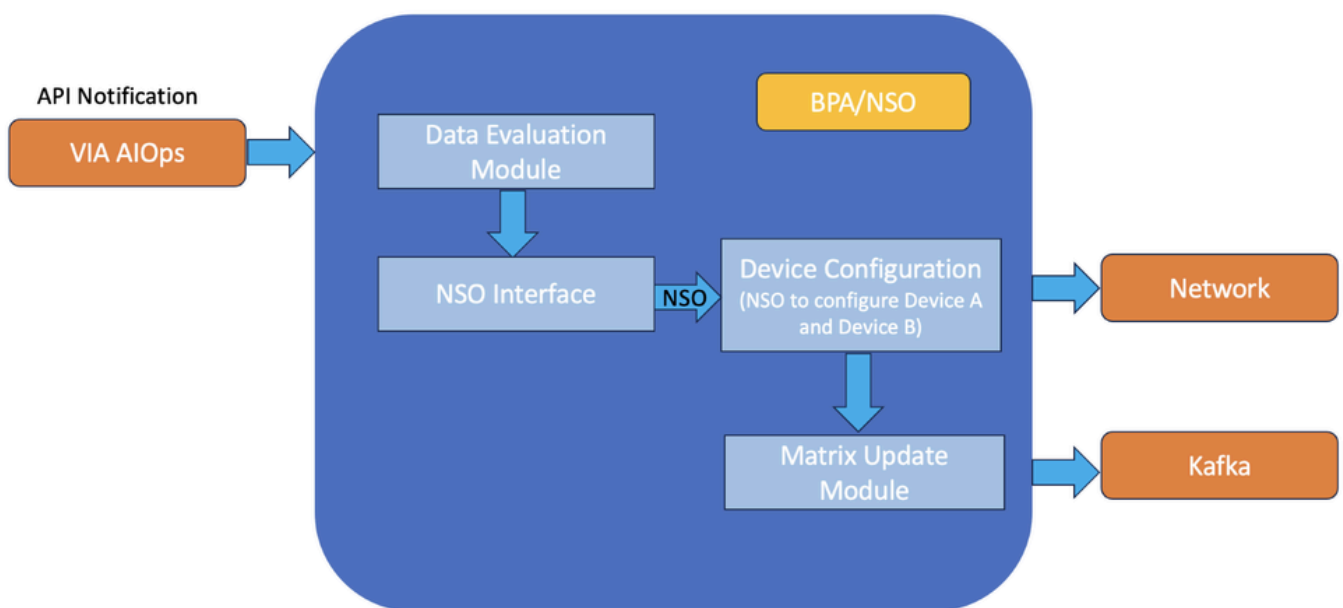 API Notification
VIA AIOps
BPA/NSO
Data Evaluation
Module
NSO Interface
NSO
Device Configuration
(NSO to configure Device A
and Device B)
Network
Matrix Update
Module
Kafka